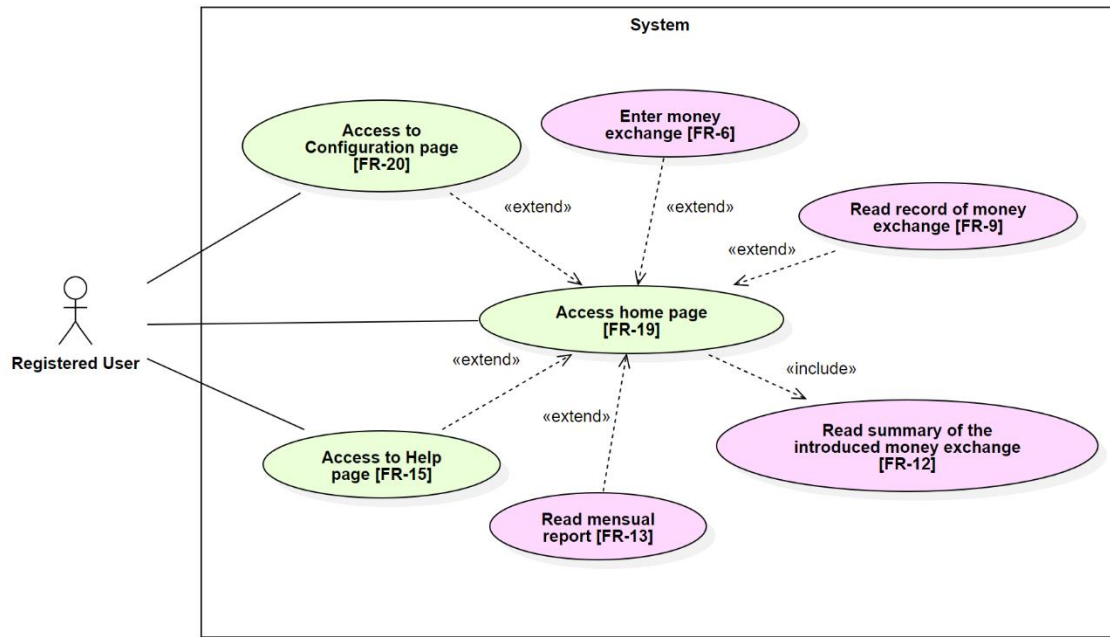 System
Enter money
exchange [FR-6]
Access to
Configuration page
[FR-20]
«extend»
«extend»
Read record of money
exchange [FR-9]
«extend»
Access home page
[FR-19]
Registered User
«extend»
«include»
«extend»
Read summary of the
introduced money exchange
[FR-12]
Access to Help
page [FR-15]
Read mensual
report [FR-13]